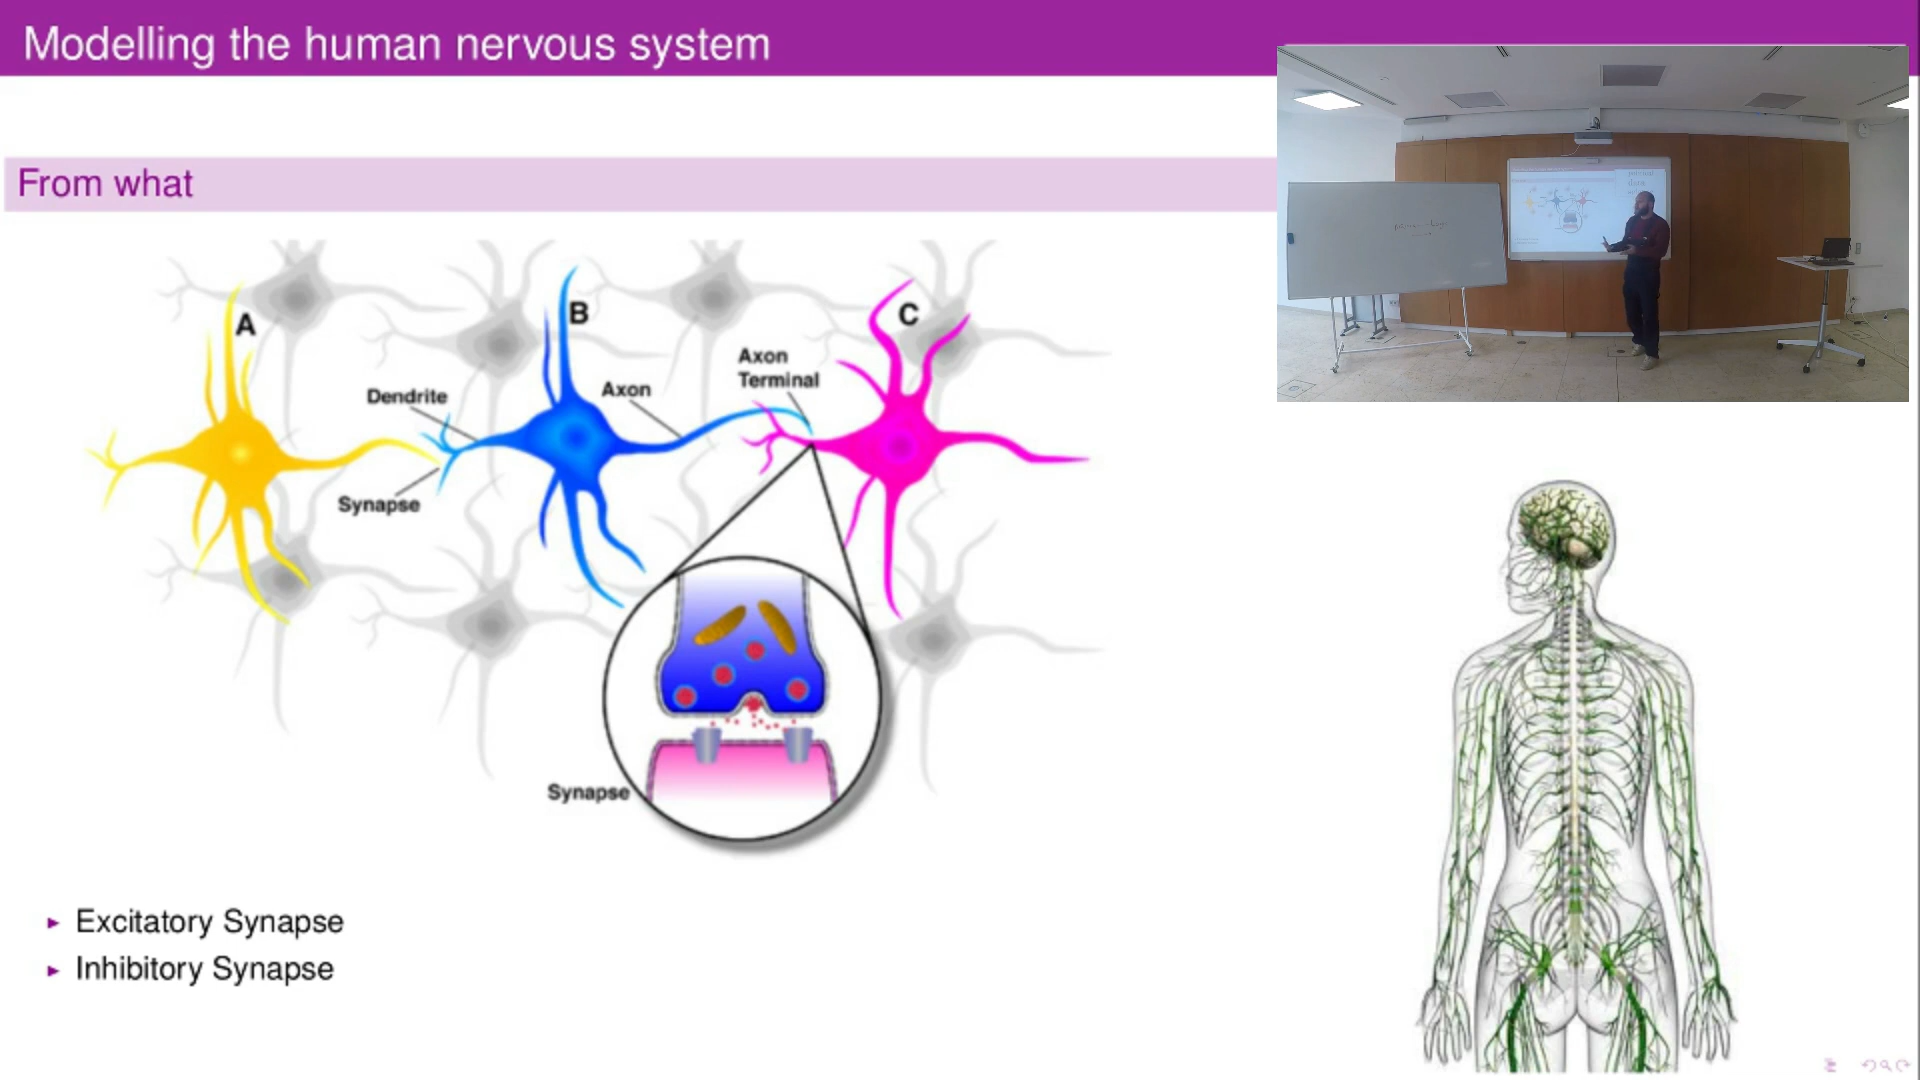 Modelling the human nervous system
From what
A
B
C
Dendrite
Axon
Axon
Terminal
Synapse
Synapse
Excitatory Synapse
Inhibitory Synapse